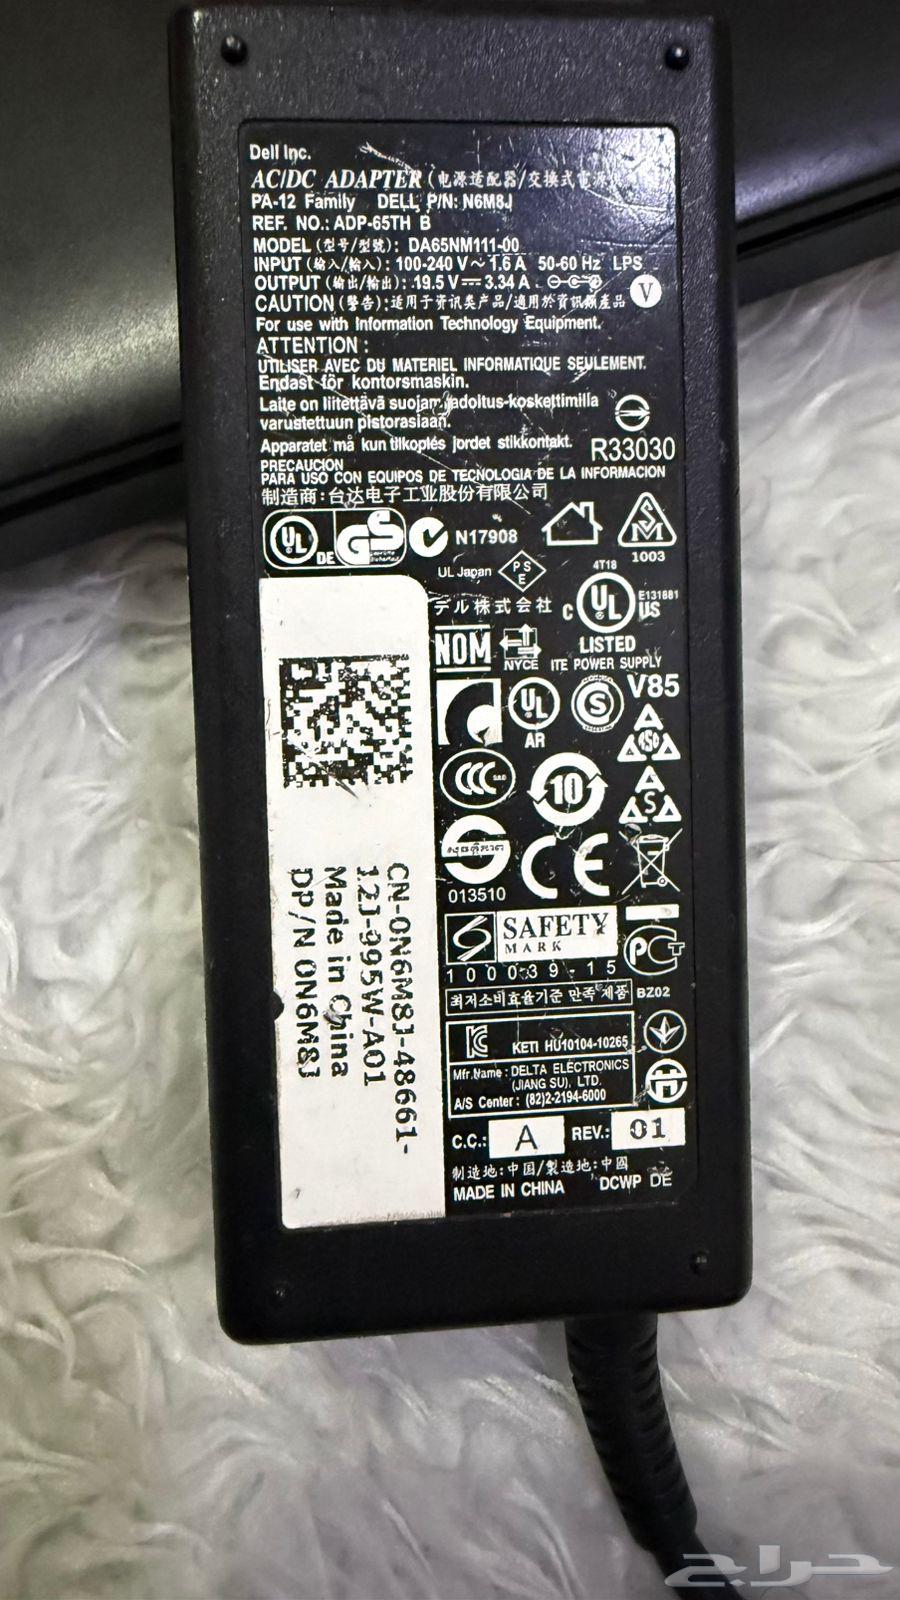 Dell Inc.
AC/DC ADAPTER (电源适配器/交換式電源
PA-12 Family DELL P/N: N6M8J
REF. NO.: ADP-65TH B
MODEL (型号/型號): DA65NM111-00
INPUT (输入/輸入): 100-240 V~ 1.6 A 50-60 Hz LPS
OUTPUT (输出/輸出): 19.5 V⎓ 3.34 A
CAUTION (警告): 适用于资讯类产品/適用於資訊類產品 V
For use with Information Technology Equipment.
ATTENTION :
UTILISER AVEC DU MATERIEL INFORMATIQUE SEULEMENT.
Endast för kontorsmaskin.
Laite on liitettävä suojamaadoitus-koskettimilla
varustettuun pistorasiaan.
Apparatet må kun tilkoples jordet stikkontakt.
R33030
PRECAUCION
PARA USO CON EQUIPOS DE TECNOLOGIA DE LA INFORMACION
制造商: 台达电子工业股份有限公司
UL DE GS N17908
1003
UL Japan PSE
4T18
デル株式会社
C UL US E131881
LISTED
ITE POWER SUPPLY
NOM NYCE
UL AR S V85
CCC 10 S
013510 CE
SAFETY
MARK
100039-15
PCT
최저소비효율기준 만족 제품 BZ02
KETI HU10104-10265
Mfr.Name : DELTA ELECTRONICS
(JIANG SU), LTD.
A/S Center : (82)2-2194-6000
C.C.: A REV.: 01
制造地: 中国/製造地: 中國
MADE IN CHINA DCWP DE
CN-0N6M8J-48661-
12J-995W-A01
Made in China
DP/N 0N6M8J
حراج